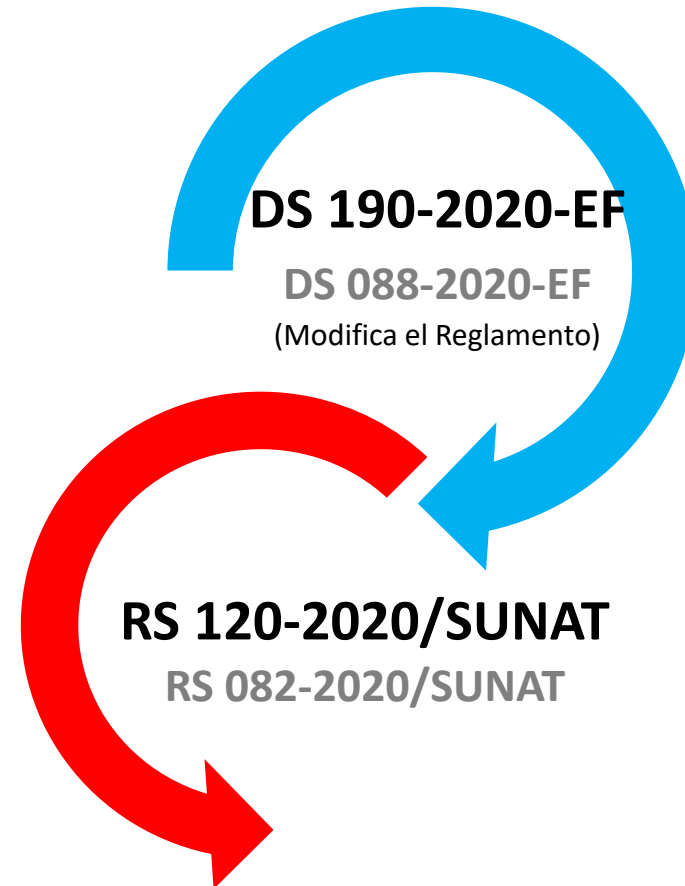 DS 190-2020-EF
DS 088-2020-EF
(Modifica el Reglamento)
RS 120-2020/SUNAT
RS 082-2020/SUNAT